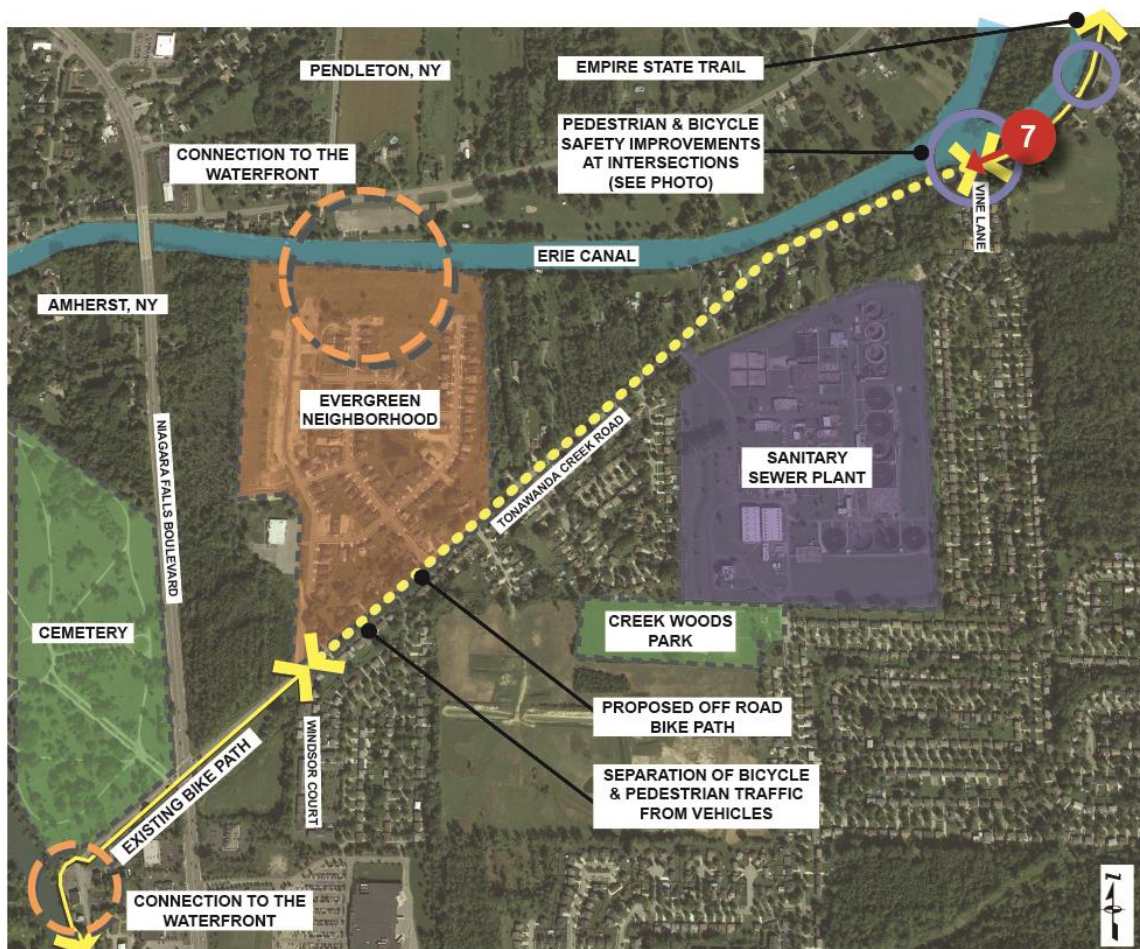 PENDLETON, NY
EMPIRE STATE TRAIL
PEDESTRIAN & BICYCLE
SAFETY IMPROVEMENTS
AT INTERSECTIONS
(SEE PHOTO)
7
CONNECTION TO THE
WATERFRONT
VINE LANE
ERIE CANAL
AMHERST, NY
EVERGREEN
NEIGHBORHOOD
NIAGARA FALLS BOULEVARD
TONAWANDA CREEK ROAD
SANITARY
SEWER PLANT
CEMETERY
CREEK WOODS
PARK
PROPOSED OFF ROAD
BIKE PATH
WINDSOR COURT
EXISTING BIKE PATH
SEPARATION OF BICYCLE
& PEDESTRIAN TRAFFIC
FROM VEHICLES
CONNECTION TO THE
WATERFRONT
Z